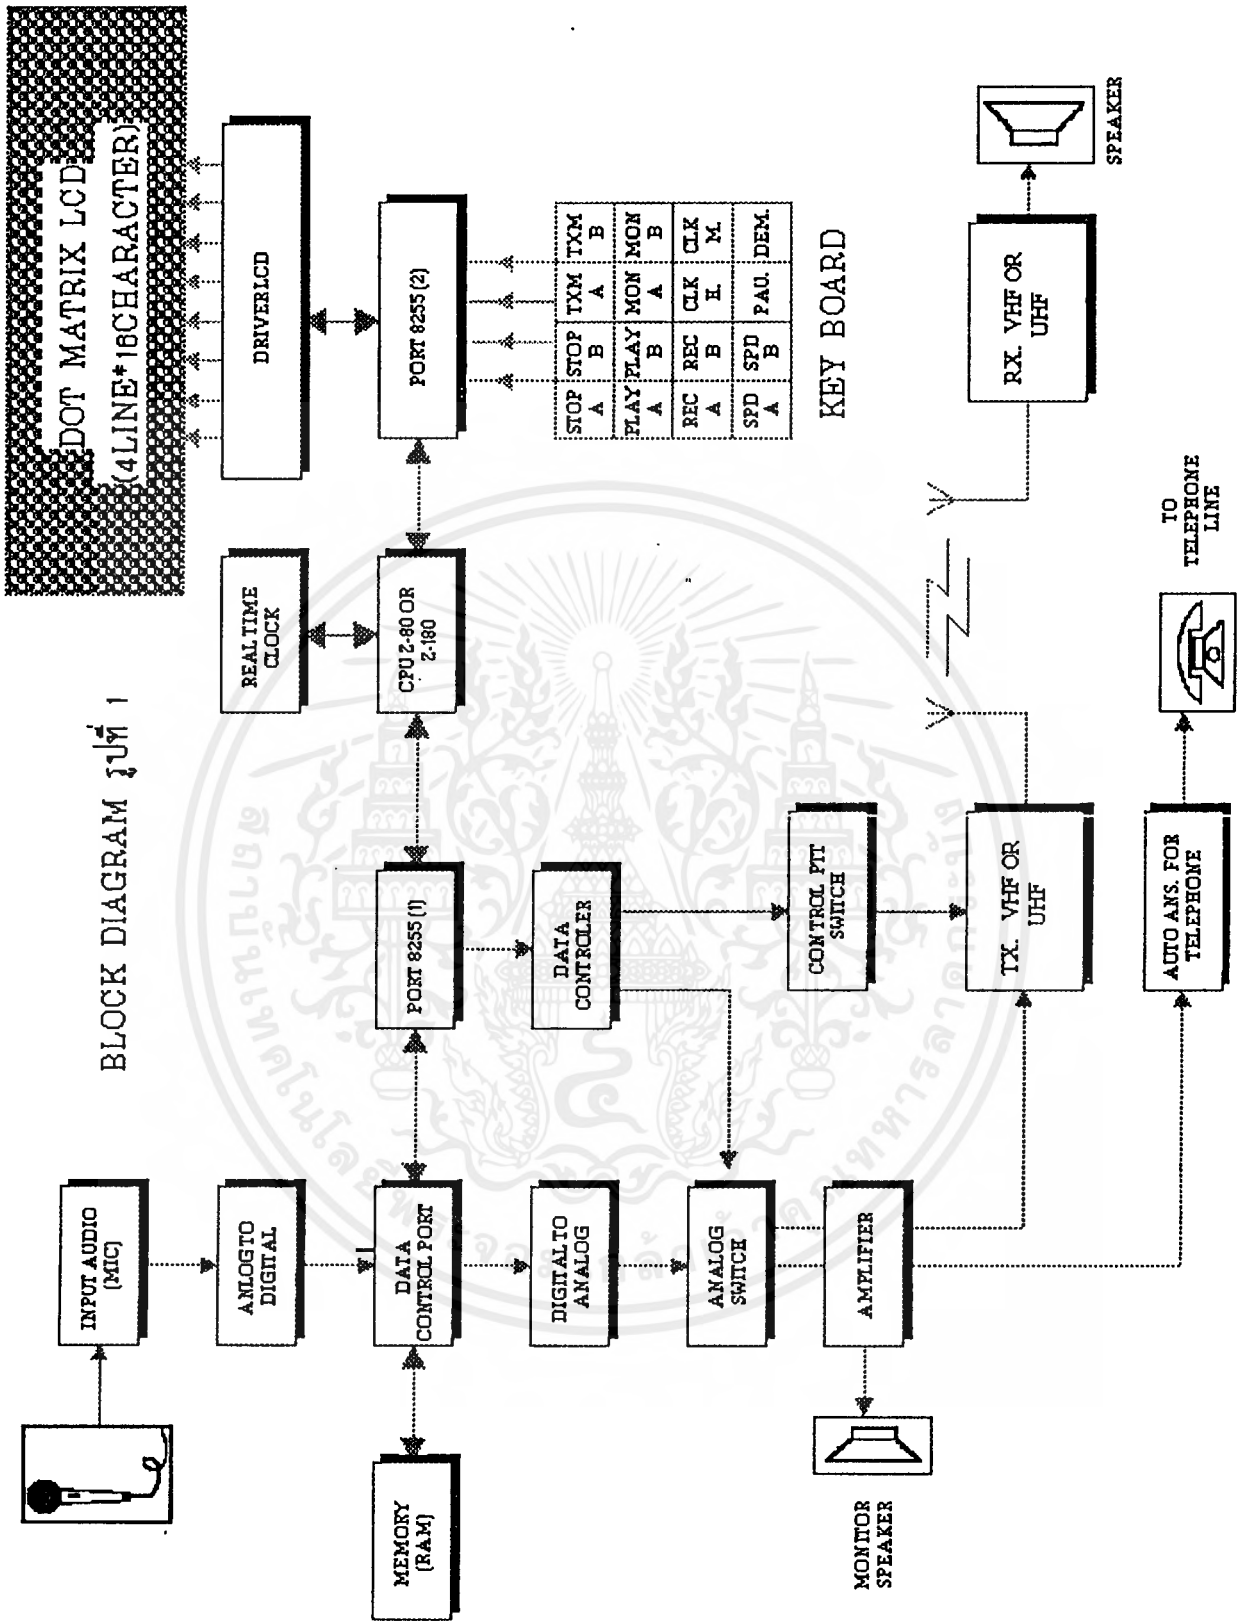 BLOCK DIAGRAM รูปที่ 1
DOT MATRIX LCD
(4LINE*16CHARACTER)
INPUT AUDIO
(MIC)
REAL TIME
CLOCK
DRIVER LCD
ANLOG TO
DIGITAL
MEMORY
(RAM)
DATA
CONTROL PORT
PORT 8255 (1)
CPU Z-80 OR
Z-180
PORT 8255 (2)
DIGITAL TO
ANALOG
DATA
CONTROLER
STOP STOP TXM TXM
A B A B
PLAY PLAY MON MON
A B A B
REC REC CLK CLK
A B H. M.
SPD SPD PAU. DEM.
A B
KEY BOARD
ANALOG
SWITCH
CONTROL PTT
SWITCH
MONITOR
SPEAKER
AMPLIFIER
TX. VHF OR
UHF
RX. VHF OR
UHF
SPEAKER
AUTO ANS. FOR
TELEPHONE
TO
TELEPHONE
LINE